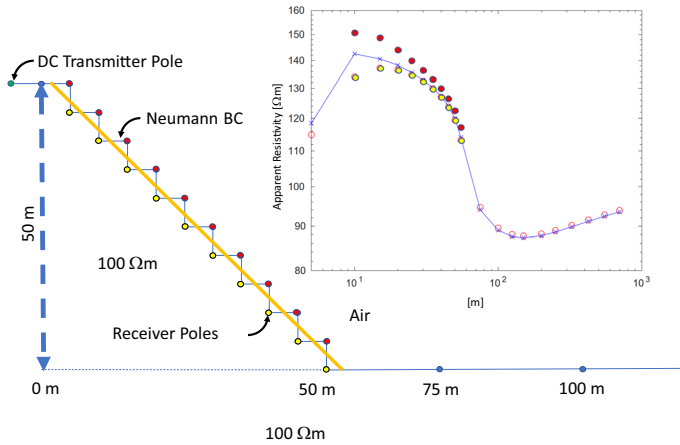 DC Transmitter Pole
Neumann BC
50 m
100 Ωm
Receiver Poles
Air
0 m
50 m
75 m
100 m
100 Ωm
Apparent Resistivity [Ωm]
160
150
140
130
120
110
100
90
80
10¹
10²
10³
[m]